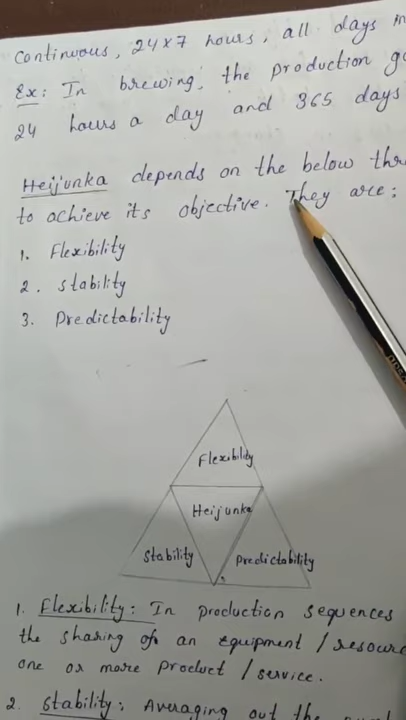 Continuous, 24x7 hours, all days
Ex: In brewing, the production
24 hours a day and 365 days
Heijunka depends on the below
to achieve its objective. They are:
1. Flexibility
2. Stability
3. Predictability
Flexibility
Heijunka
Stability
Predictability
1. Flexibility: In production sequences
the sharing of an equipment /
one or more product / service.
2. Stability: Averaging out the